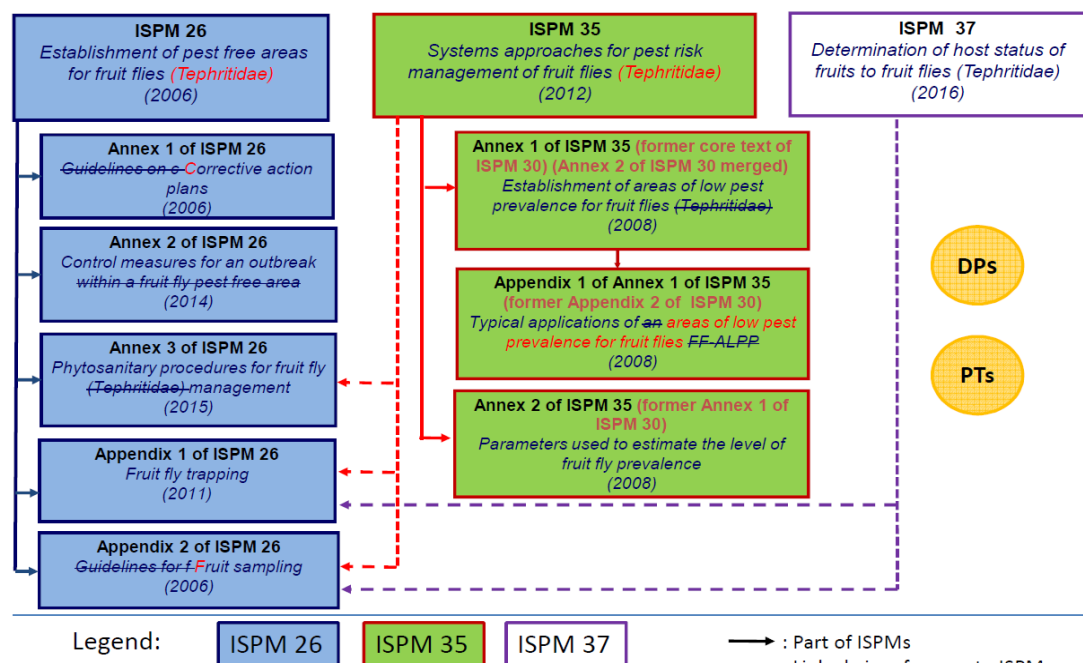 ISPM 26
Establishment of pest free areas
for fruit flies (Tephritidae)
(2006)
Annex 1 of ISPM 26
Guidelines on c Corrective action
plans
(2006)
Annex 2 of ISPM 26
Control measures for an outbreak
within a fruit fly pest free area
(2014)
Annex 3 of ISPM 26
Phytosanitary procedures for fruit fly
(Tephritidae) management
(2015)
Appendix 1 of ISPM 26
Fruit fly trapping
(2011)
Appendix 2 of ISPM 26
Guidelines for f Fruit sampling
(2006)
ISPM 35
Systems approaches for pest risk
management of fruit flies (Tephritidae)
(2012)
Annex 1 of ISPM 35 (former core text of
ISPM 30) (Annex 2 of ISPM 30 merged)
Establishment of areas of low pest
prevalence for fruit flies (Tephritidae)
(2008)
Appendix 1 of Annex 1 of ISPM 35
(former Appendix 2 of ISPM 30)
Typical applications of an areas of low pest
prevalence for fruit flies FF-ALPP
(2008)
Annex 2 of ISPM 35 (former Annex 1 of
ISPM 30)
Parameters used to estimate the level of
fruit fly prevalence
(2008)
ISPM 37
Determination of host status of
fruits to fruit flies (Tephritidae)
(2016)
DPs
PTs
Legend:
ISPM 26
ISPM 35
ISPM 37
: Part of ISPMs